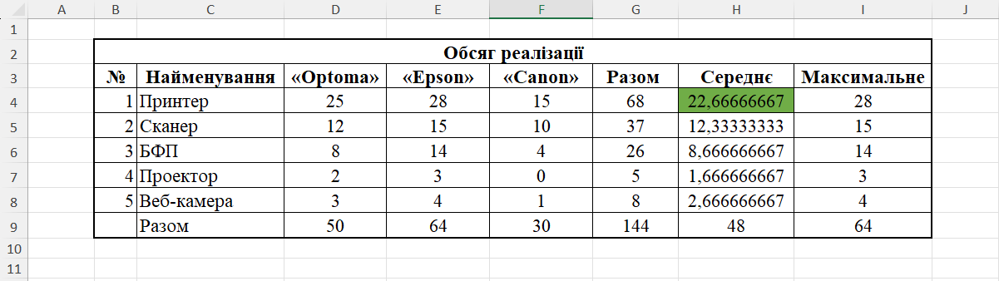 A B C D E F G H I J
1
2 Обсяг реалізації
3 № Найменування «Optoma» «Epson» «Canon» Разом Середнє Максимальне
4 1 Принтер 25 28 15 68 22,66666667 28
5 2 Сканер 12 15 10 37 12,33333333 15
6 3 БФП 8 14 4 26 8,666666667 14
7 4 Проектор 2 3 0 5 1,666666667 3
8 5 Веб-камера 3 4 1 8 2,666666667 4
9 Разом 50 64 30 144 48 64
10
11